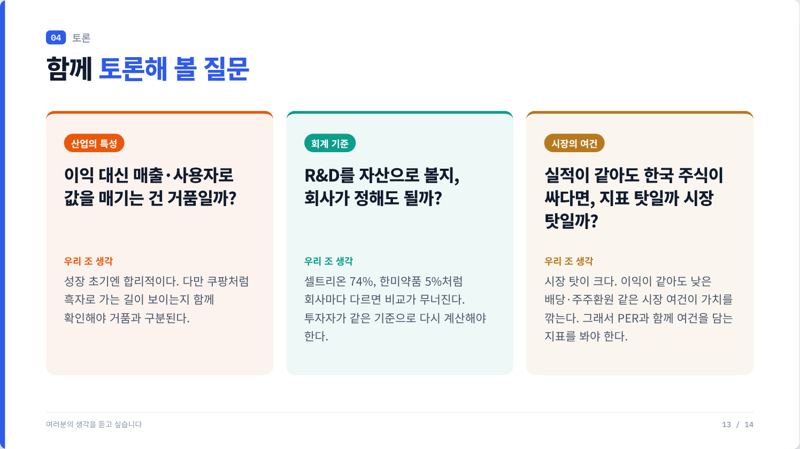 04 토론
함께 토론해 볼 질문
산업의 특성
이익 대신 매출·사용자로
값을 매기는 건 거품일까?
우리 조 생각
성장 초기엔 합리적이다. 다만 쿠팡처럼
흑자로 가는 길이 보이는지 함께
확인해야 거품과 구분된다.
회계 기준
R&D를 자산으로 볼지,
회사가 정해도 될까?
우리 조 생각
셀트리온 74%, 한미약품 5%처럼
회사마다 다르면 비교가 무너진다.
투자자가 같은 기준으로 다시 계산해야
한다.
시장의 여건
실적이 같아도 한국 주식이
싸다면, 지표 탓일까 시장
탓일까?
우리 조 생각
시장 탓이 크다. 이익이 같아도 낮은
배당·주주환원 같은 시장 여건이 가치를
깎는다. 그래서 PER과 함께 여건을 담는
지표를 봐야 한다.
여러분의 생각을 듣고 싶습니다
13 / 14